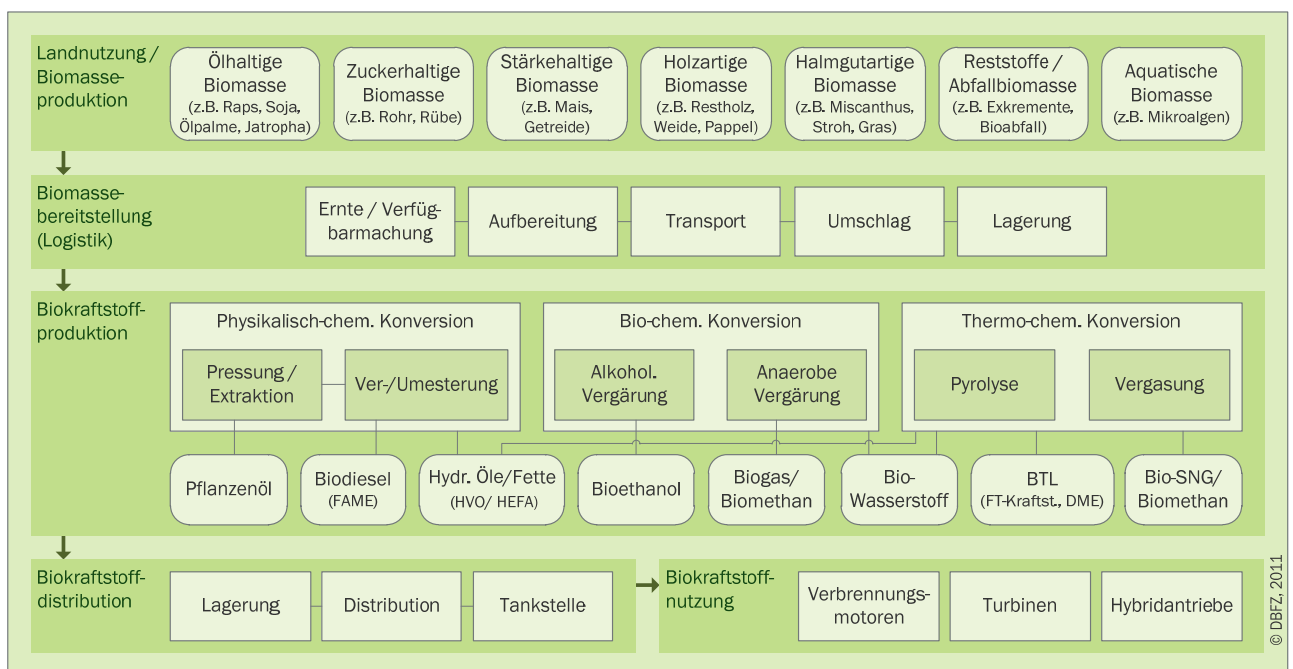 Landnutzung /
Biomasse-
produktion
Ölhaltige
Biomasse
(z.B. Raps, Soja,
Ölpalme, Jatropha)
Zuckerhaltige
Biomasse
(z.B. Rohr, Rübe)
Stärkehaltige
Biomasse
(z.B. Mais,
Getreide)
Holzartige
Biomasse
(z.B. Restholz,
Weide, Pappel)
Halmgutartige
Biomasse
(z.B. Miscanthus,
Stroh, Gras)
Reststoffe /
Abfallbiomasse
(z.B. Exkremente,
Bioabfall)
Aquatische
Biomasse
(z.B. Mikroalgen)
Biomasse-
bereitstellung
(Logistik)
Ernte / Verfüg-
barmachung
Aufbereitung
Transport
Umschlag
Lagerung
Biokraftstoff-
produktion
Physikalisch-chem. Konversion
Pressung /
Extraktion
Ver-/Umesterung
Bio-chem. Konversion
Alkohol.
Vergärung
Anaerobe
Vergärung
Thermo-chem. Konversion
Pyrolyse
Vergasung
Pflanzenöl
Biodiesel
(FAME)
Hydr. Öle/Fette
(HVO/ HEFA)
Bioethanol
Biogas/
Biomethan
Bio-
Wasserstoff
BTL
(FT-Kraftst., DME)
Bio-SNG/
Biomethan
Biokraftstoff-
distribution
Lagerung
Distribution
Tankstelle
Biokraftstoff-
nutzung
Verbrennungs-
motoren
Turbinen
Hybridantriebe
© DBFZ, 2011